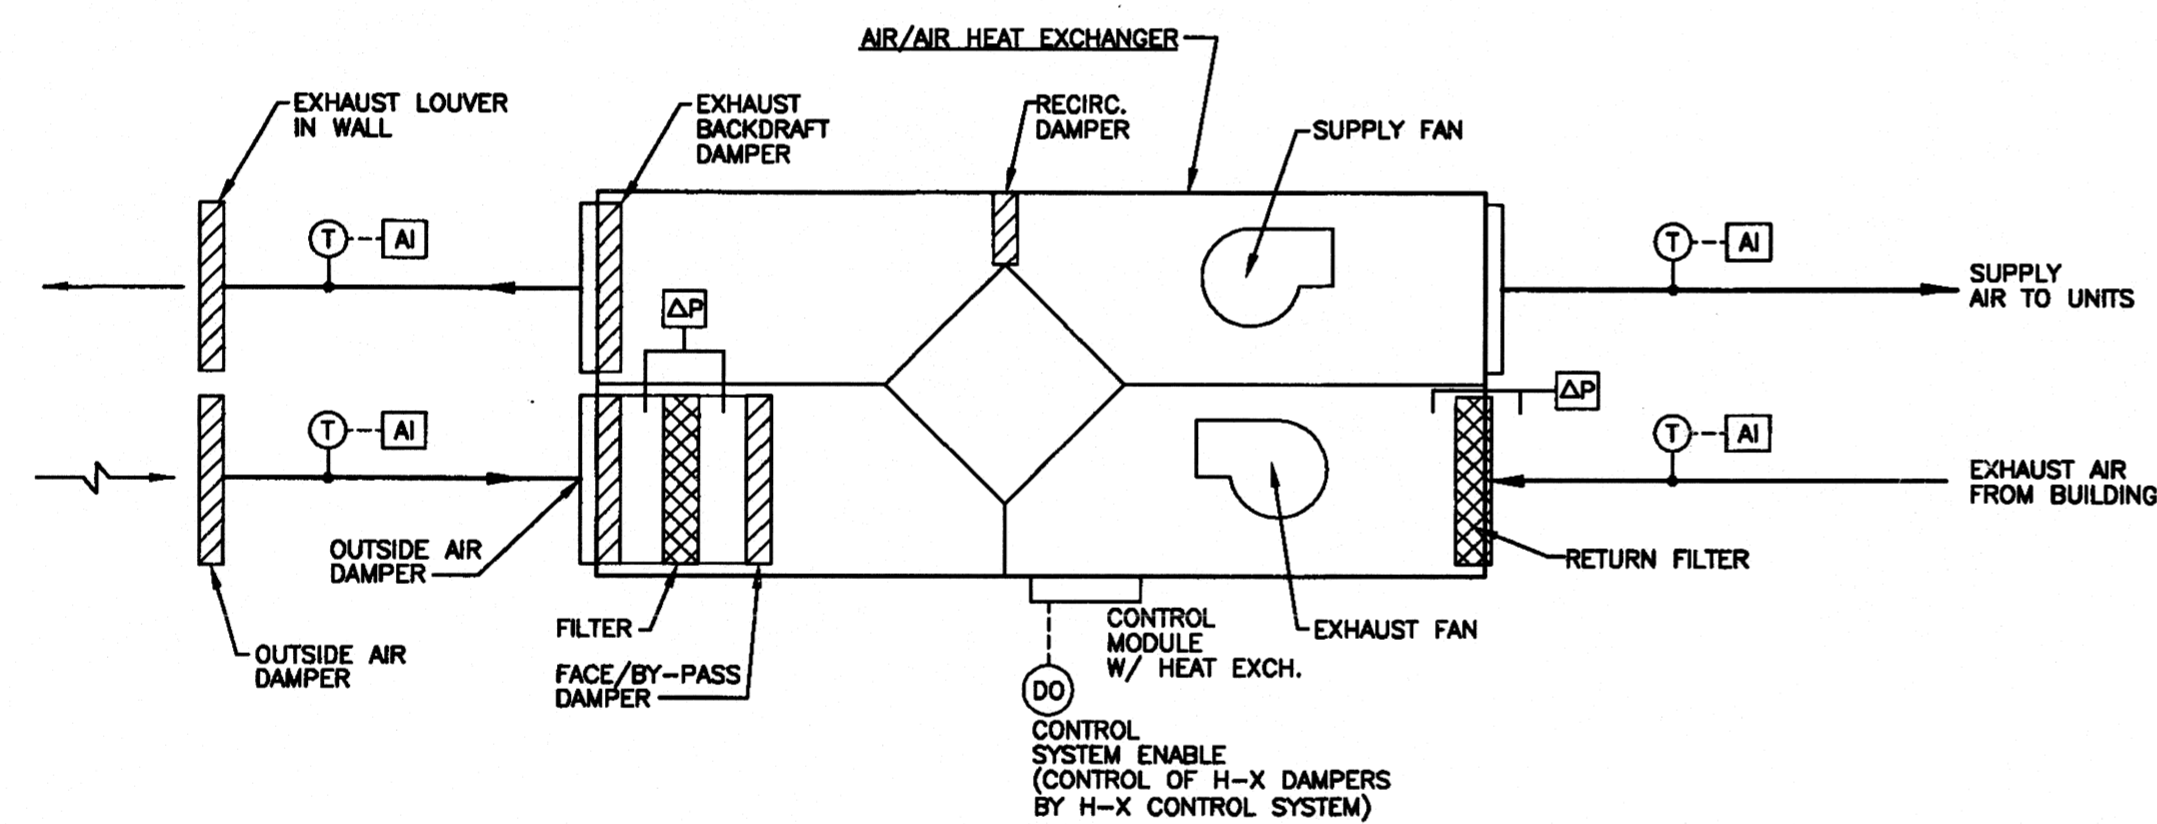 AIR/AIR HEAT EXCHANGER
EXHAUST LOUVER
IN WALL
EXHAUST
BACKDRAFT
DAMPER
RECIRC.
DAMPER
SUPPLY FAN
T
AI
T
AI
SUPPLY
AIR TO UNITS
ΔP
ΔP
T
AI
T
AI
EXHAUST AIR
FROM BUILDING
OUTSIDE AIR
DAMPER
RETURN FILTER
FILTER
CONTROL
MODULE
W/ HEAT EXCH.
EXHAUST FAN
OUTSIDE AIR
DAMPER
FACE/BY-PASS
DAMPER
DO
CONTROL
SYSTEM ENABLE
(CONTROL OF H-X DAMPERS
BY H-X CONTROL SYSTEM)